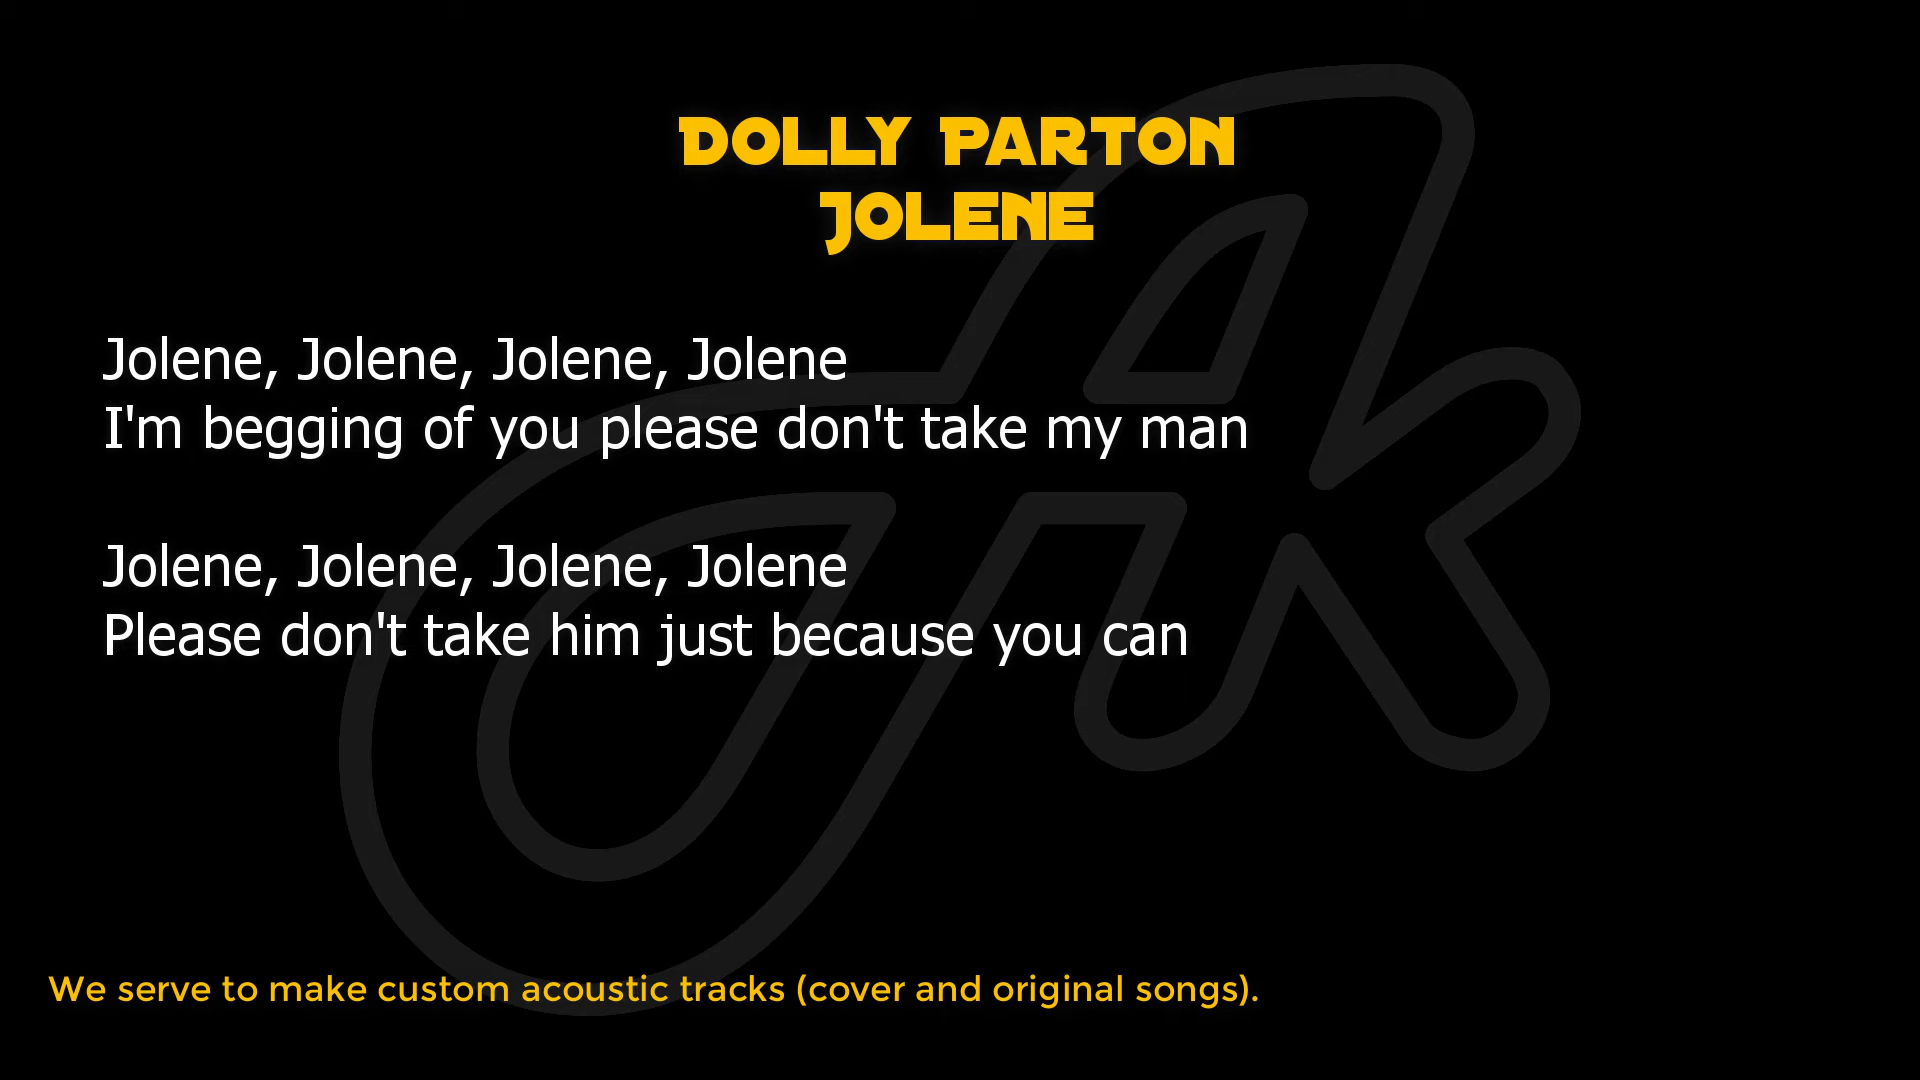 Dolly Parton
Jolene
Jolene, Jolene, Jolene, Jolene
I'm begging of you please don't take my man
Jolene, Jolene, Jolene, Jolene
Please don't take him just because you can
We serve to make custom acoustic tracks (cover and original songs).